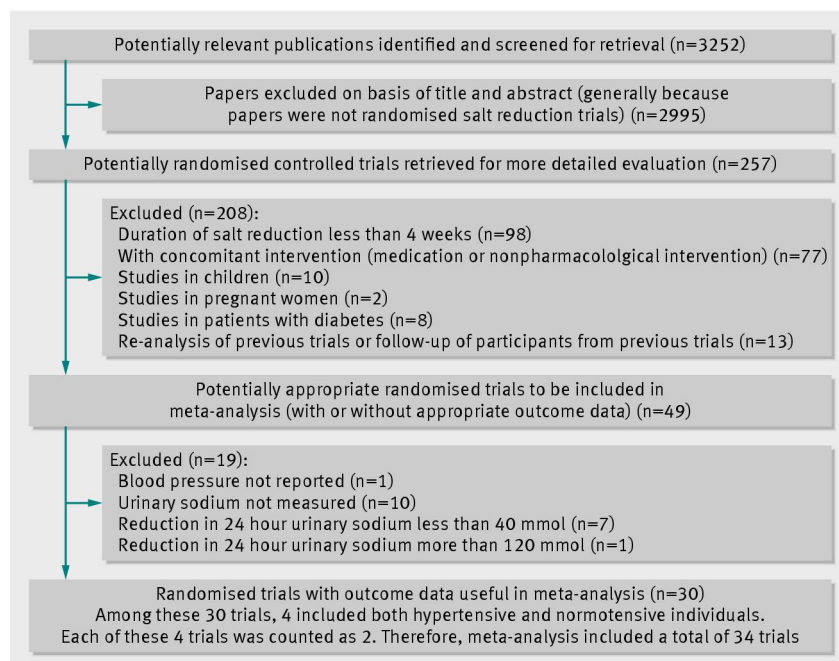 Potentially relevant publications identified and screened for retrieval (n=3252)
Papers excluded on basis of title and abstract (generally because
papers were not randomised salt reduction trials) (n=2995)
Potentially randomised controlled trials retrieved for more detailed evaluation (n=257)
Excluded (n=208):
Duration of salt reduction less than 4 weeks (n=98)
With concomitant intervention (medication or nonpharmacololgical intervention) (n=77)
Studies in children (n=10)
Studies in pregnant women (n=2)
Studies in patients with diabetes (n=8)
Re-analysis of previous trials or follow-up of participants from previous trials (n=13)
Potentially appropriate randomised trials to be included in
meta-analysis (with or without appropriate outcome data) (n=49)
Excluded (n=19):
Blood pressure not reported (n=1)
Urinary sodium not measured (n=10)
Reduction in 24 hour urinary sodium less than 40 mmol (n=7)
Reduction in 24 hour urinary sodium more than 120 mmol (n=1)
Randomised trials with outcome data useful in meta-analysis (n=30)
Among these 30 trials, 4 included both hypertensive and normotensive individuals.
Each of these 4 trials was counted as 2. Therefore, meta-analysis included a total of 34 trials